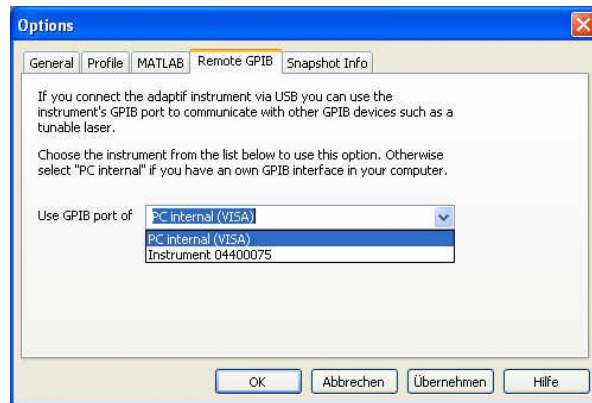 Options
General Profile MATLAB Remote GPIB Snapshot Info
If you connect the adaptif instrument via USB you can use the
instrument's GPIB port to communicate with other GPIB devices such as a
tunable laser.
Choose the instrument from the list below to use this option. Otherwise
select "PC internal" if you have an own GPIB interface in your computer.
Use GPIB port of PC internal (VISA)
PC internal (VISA)
Instrument 04400075
OK Abbrechen Übernehmen Hilfe